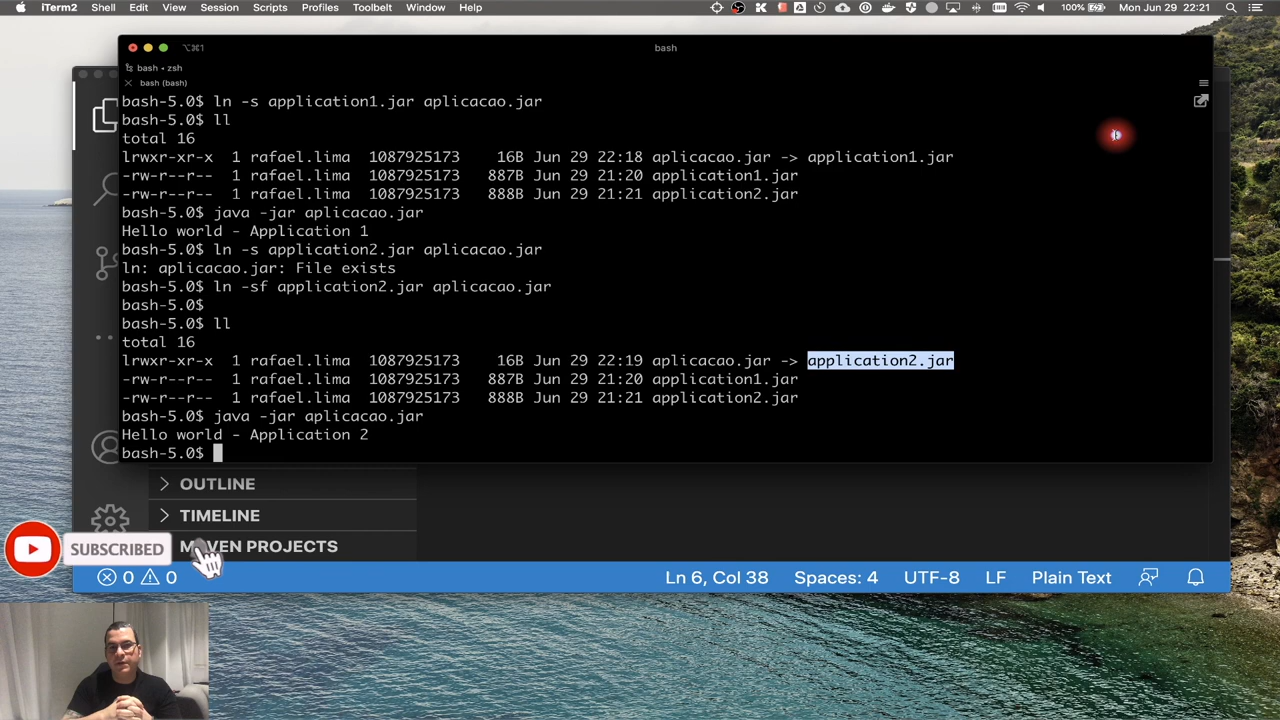 iTerm2 Shell Edit View Session Scripts Profiles Toolbelt Window Help 100% Mon Jun 29 22:21
⌥⌘1 bash
bash • zsh
bash (bash)
bash-5.0$ ln -s application1.jar aplicacao.jar
bash-5.0$ ll
total 16
lrwxr-xr-x 1 rafael.lima 1087925173 16B Jun 29 22:18 aplicacao.jar -> application1.jar
-rw-r--r-- 1 rafael.lima 1087925173 887B Jun 29 21:20 application1.jar
-rw-r--r-- 1 rafael.lima 1087925173 888B Jun 29 21:21 application2.jar
bash-5.0$ java -jar aplicacao.jar
Hello world - Application 1
bash-5.0$ ln -s application2.jar aplicacao.jar
ln: aplicacao.jar: File exists
bash-5.0$ ln -sf application2.jar aplicacao.jar
bash-5.0$
bash-5.0$ ll
total 16
lrwxr-xr-x 1 rafael.lima 1087925173 16B Jun 29 22:19 aplicacao.jar -> application2.jar
-rw-r--r-- 1 rafael.lima 1087925173 887B Jun 29 21:20 application1.jar
-rw-r--r-- 1 rafael.lima 1087925173 888B Jun 29 21:21 application2.jar
bash-5.0$ java -jar aplicacao.jar
Hello world - Application 2
bash-5.0$
OUTLINE
TIMELINE
SUBSCRIBED
MAVEN PROJECTS
0 0 Ln 6, Col 38 Spaces: 4 UTF-8 LF Plain Text